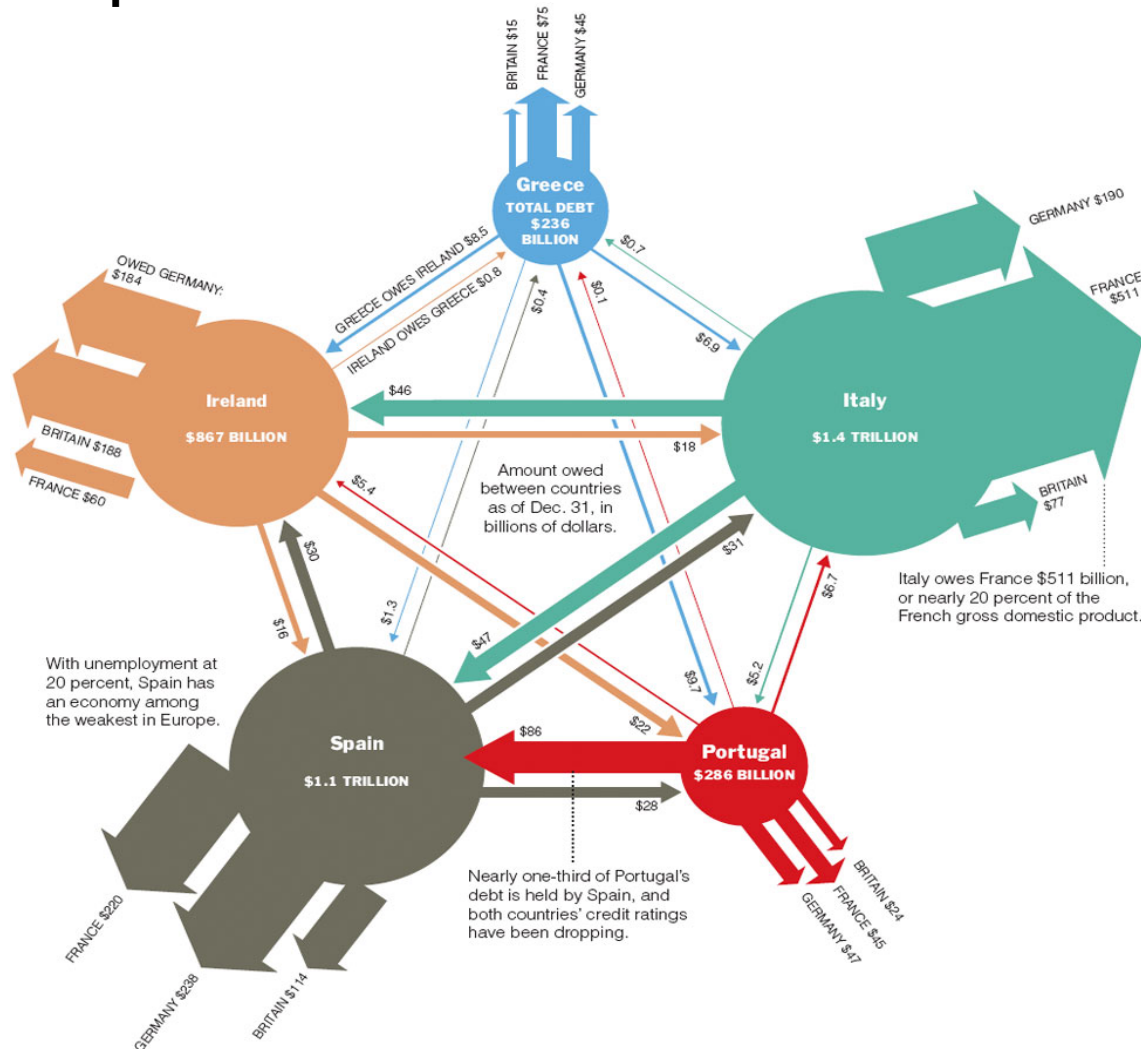 BRITAIN $15
FRANCE $75
GERMANY $45
Greece
TOTAL DEBT
$236
BILLION
GREECE OWES IRELAND $8.5
IRELAND OWES GREECE $0.8
$0.4
$0.1
$0.7
$6.9
GERMANY $190
FRANCE
$511
OWED GERMANY:
$184
Ireland
$867 BILLION
BRITAIN $188
FRANCE $60
$46
$18
Italy
$1.4 TRILLION
BRITAIN
$77
Amount owed
between countries
as of Dec. 31, in
billions of dollars.
$5.4
$31
$30
$16
$1.3
$47
$6.7
$5.2
$9.7
$22
Italy owes France $511 billion,
or nearly 20 percent of the
French gross domestic product.
With unemployment at
20 percent, Spain has
an economy among
the weakest in Europe.
Spain
$1.1 TRILLION
$86
$28
Portugal
$286 BILLION
Nearly one-third of Portugal's
debt is held by Spain, and
both countries' credit ratings
have been dropping.
FRANCE $220
GERMANY $238
BRITAIN $114
BRITAIN $24
FRANCE $45
GERMANY $47